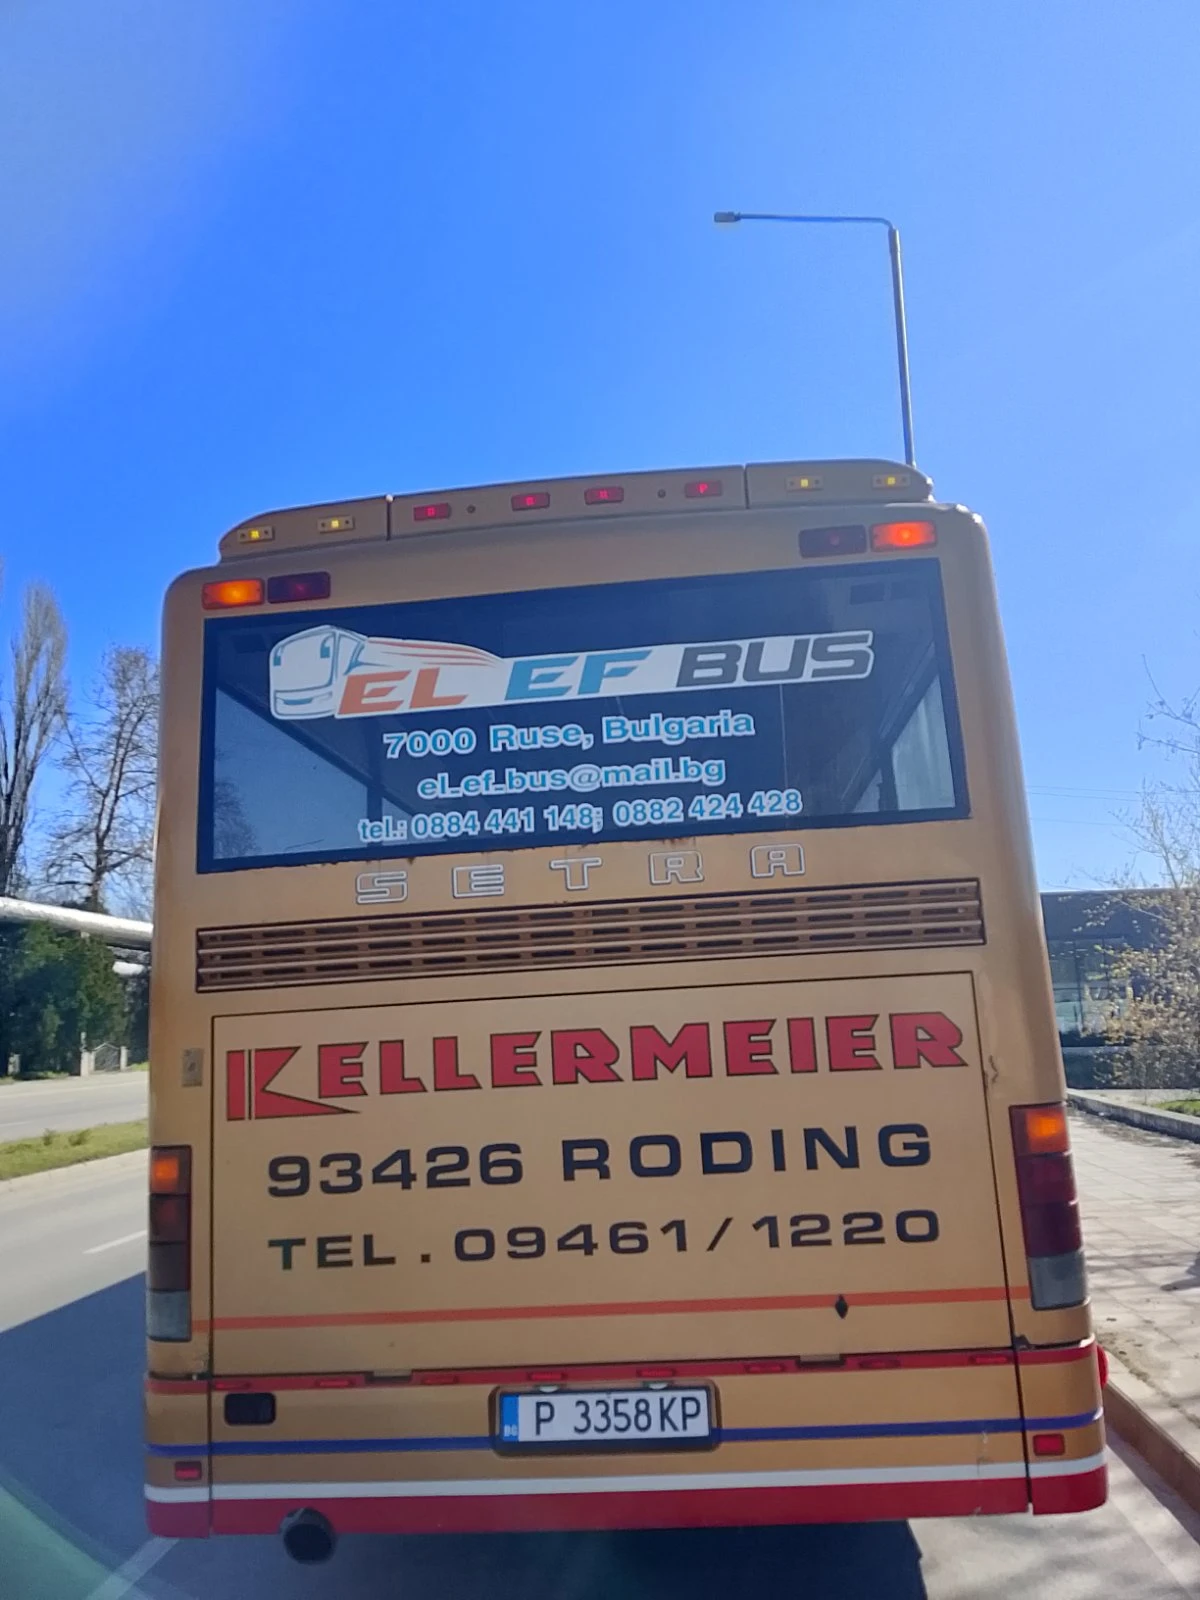 EL EF BUS
7000 Ruse, Bulgaria
el_ef_bus@mail.bg
tel.: 0884 441 148; 0882 424 428
SETRA
KELLERMEIER
93426 RODING
TEL. 09461/1220
BG P 3358 KP